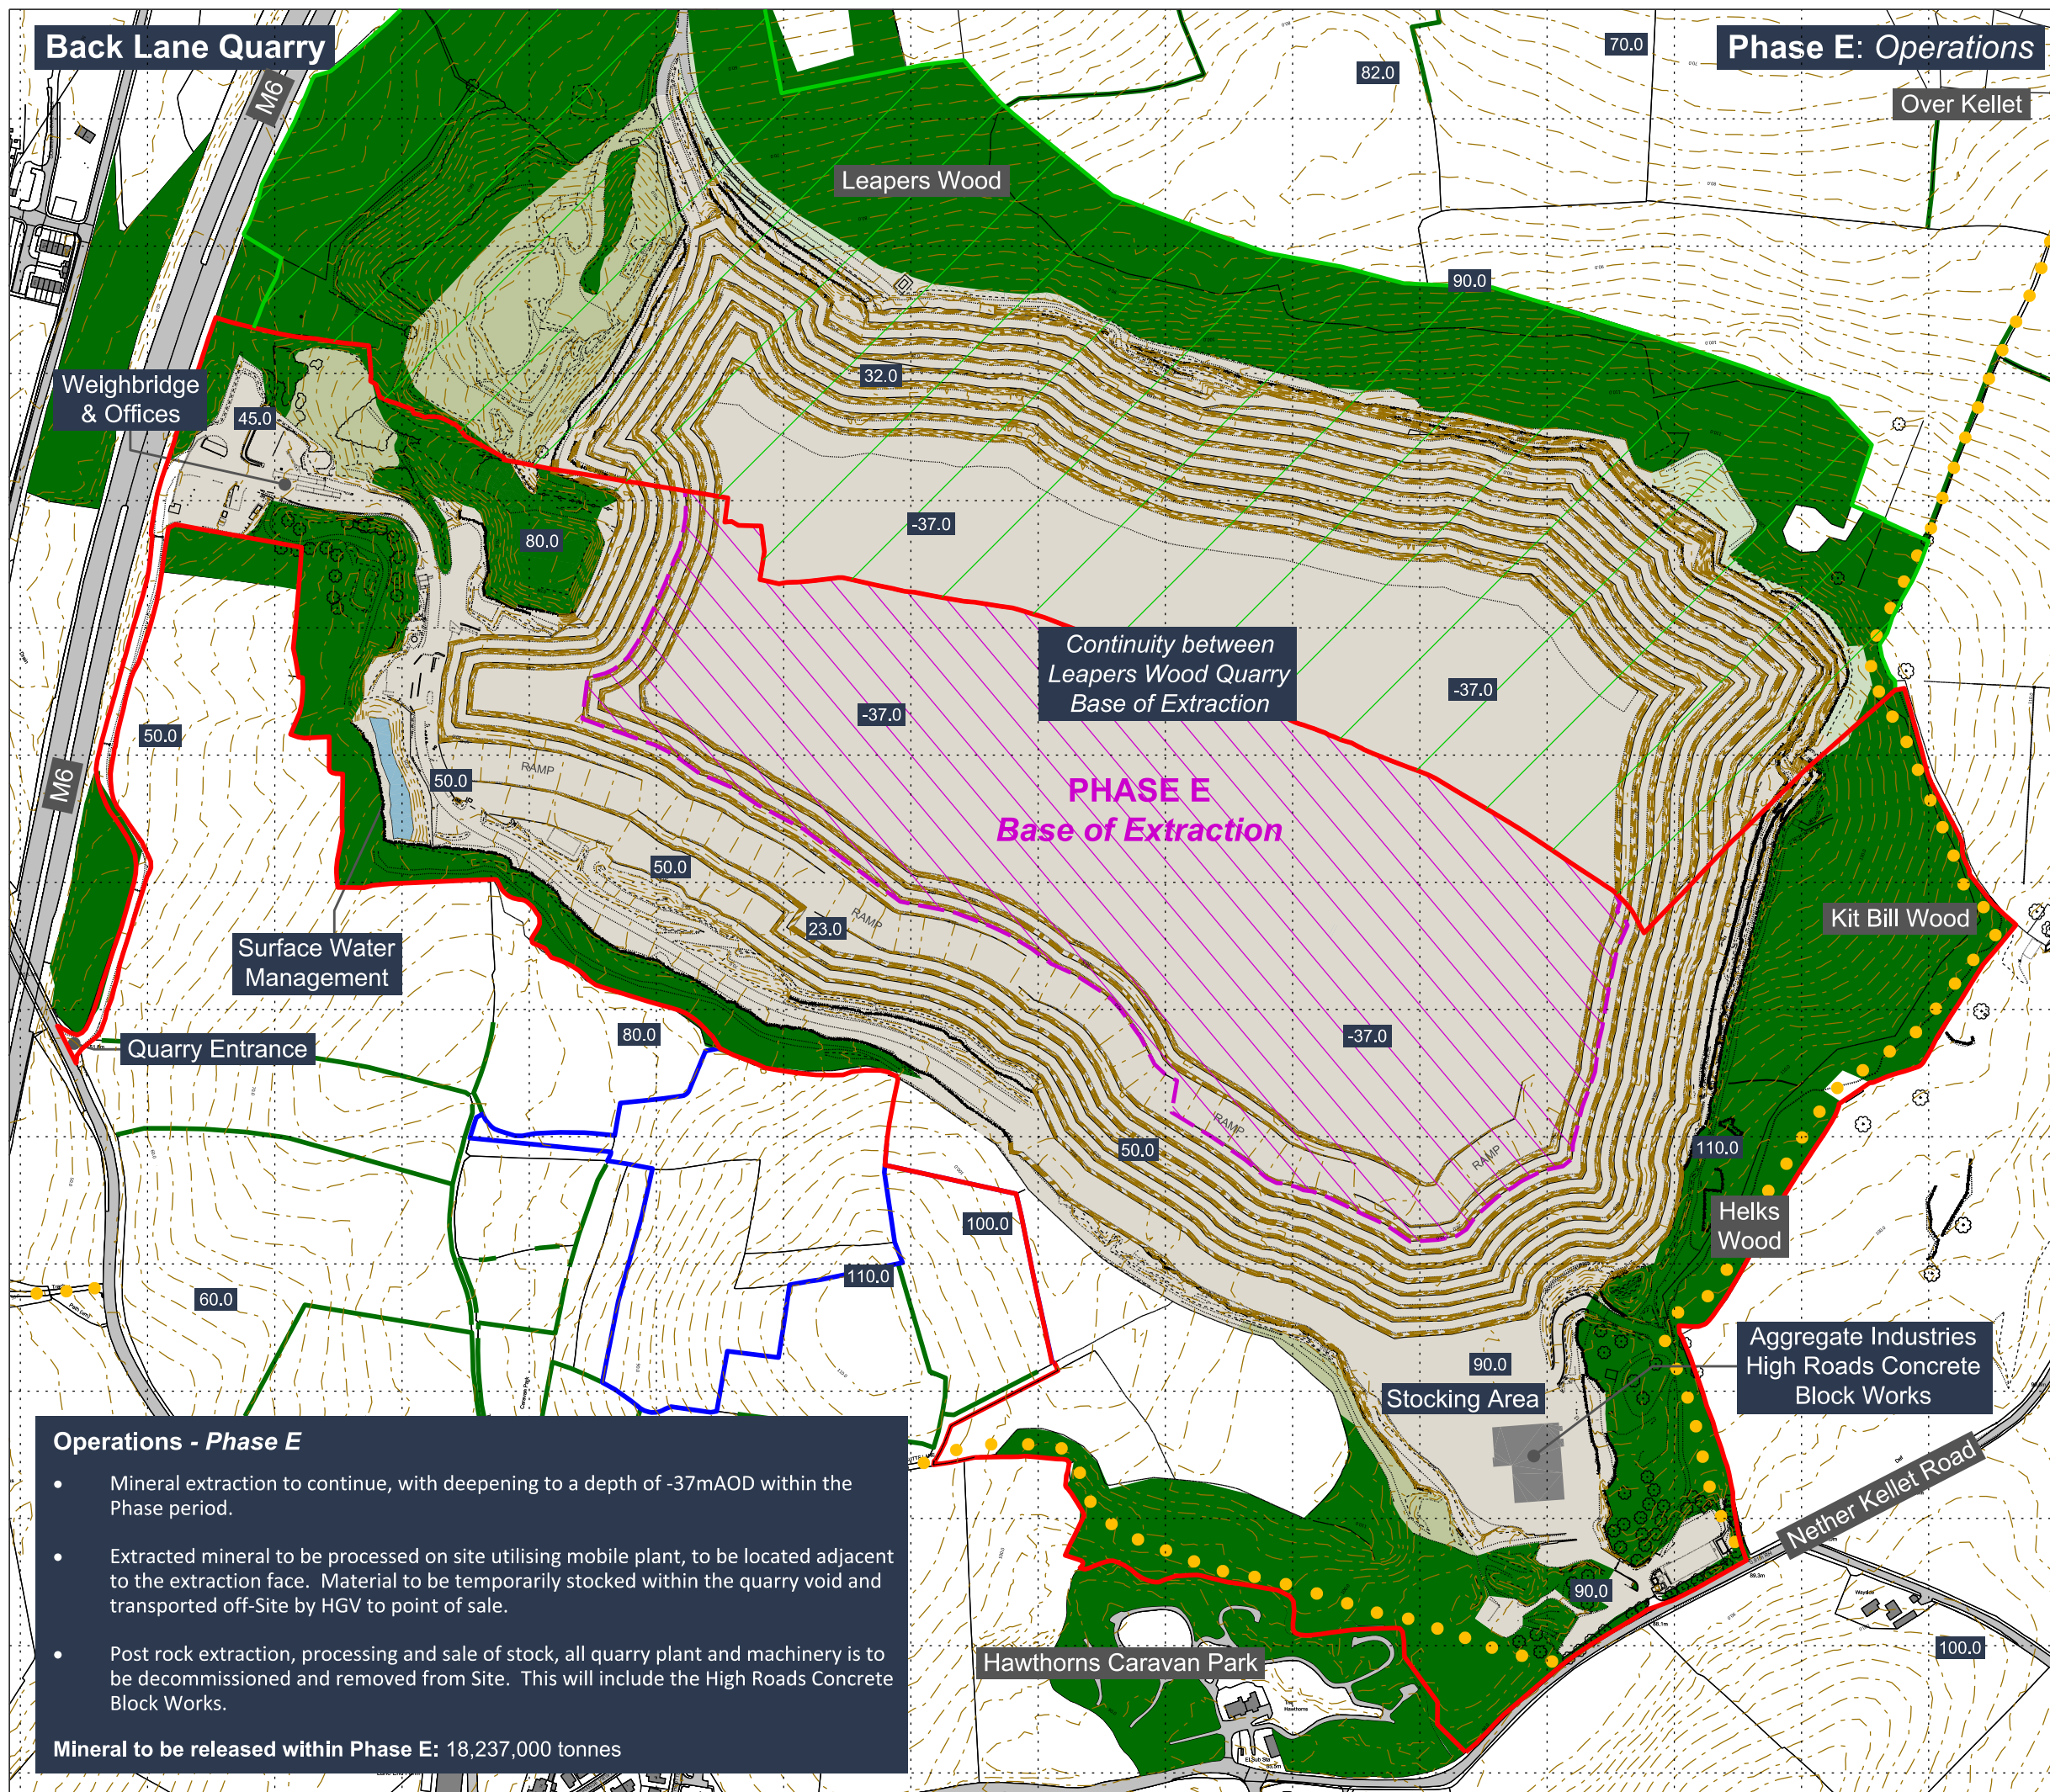 Back Lane Quarry
Phase E: Operations
M6
70.0
82.0
Over Kellet
Leapers Wood
90.0
Weighbridge
& Offices
45.0
32.0
80.0
-37.0
Continuity between
Leapers Wood Quarry
Base of Extraction
-37.0
-37.0
50.0
M6
RAMP
50.0
PHASE E
Base of Extraction
50.0
RAMP
23.0
Kit Bill Wood
Surface Water
Management
Quarry Entrance
80.0
-37.0
RAMP
50.0
RAMP
110.0
Helks
Wood
100.0
110.0
60.0
90.0
Stocking Area
Aggregate Industries
High Roads Concrete
Block Works
Nether Kellet Road
90.0
100.0
Hawthorns Caravan Park
Operations - Phase E
• Mineral extraction to continue, with deepening to a depth of -37mAOD within the
Phase period.
• Extracted mineral to be processed on site utilising mobile plant, to be located adjacent
to the extraction face. Material to be temporarily stocked within the quarry void and
transported off-Site by HGV to point of sale.
• Post rock extraction, processing and sale of stock, all quarry plant and machinery is to
be decommissioned and removed from Site. This will include the High Roads Concrete
Block Works.
Mineral to be released within Phase E: 18,237,000 tonnes